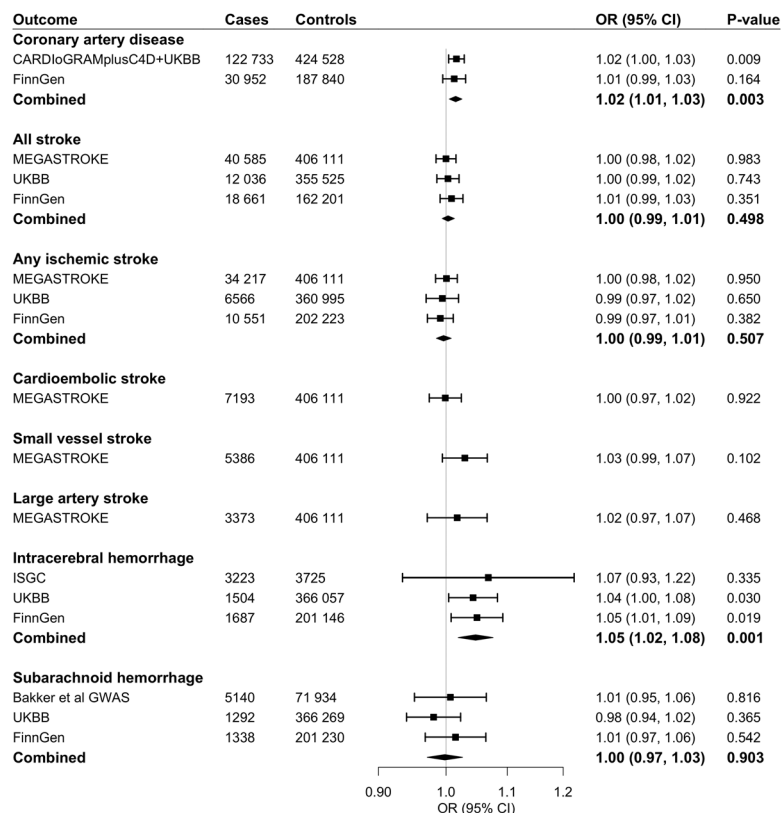 Outcome Cases Controls OR (95% CI) P-value
Coronary artery disease
CARDIoGRAMplusC4D+UKBB 122 733 424 528 1.02 (1.00, 1.03) 0.009
FinnGen 30 952 187 840 1.01 (0.99, 1.03) 0.164
Combined 1.02 (1.01, 1.03) 0.003
All stroke
MEGASTROKE 40 585 406 111 1.00 (0.98, 1.02) 0.983
UKBB 12 036 355 525 1.00 (0.99, 1.02) 0.743
FinnGen 18 661 162 201 1.01 (0.99, 1.03) 0.351
Combined 1.00 (0.99, 1.01) 0.498
Any ischemic stroke
MEGASTROKE 34 217 406 111 1.00 (0.98, 1.02) 0.950
UKBB 6566 360 995 0.99 (0.97, 1.02) 0.650
FinnGen 10 551 202 223 0.99 (0.97, 1.01) 0.382
Combined 1.00 (0.99, 1.01) 0.507
Cardioembolic stroke
MEGASTROKE 7193 406 111 1.00 (0.97, 1.02) 0.922
Small vessel stroke
MEGASTROKE 5386 406 111 1.03 (0.99, 1.07) 0.102
Large artery stroke
MEGASTROKE 3373 406 111 1.02 (0.97, 1.07) 0.468
Intracerebral hemorrhage
ISGC 3223 3725 1.07 (0.93, 1.22) 0.335
UKBB 1504 366 057 1.04 (1.00, 1.08) 0.030
FinnGen 1687 201 146 1.05 (1.01, 1.09) 0.019
Combined 1.05 (1.02, 1.08) 0.001
Subarachnoid hemorrhage
Bakker et al GWAS 5140 71 934 1.01 (0.95, 1.06) 0.816
UKBB 1292 366 269 0.98 (0.94, 1.02) 0.365
FinnGen 1338 201 230 1.01 (0.97, 1.06) 0.542
Combined 1.00 (0.97, 1.03) 0.903
0.90 1.0 1.1 1.2
OR (95% CI)